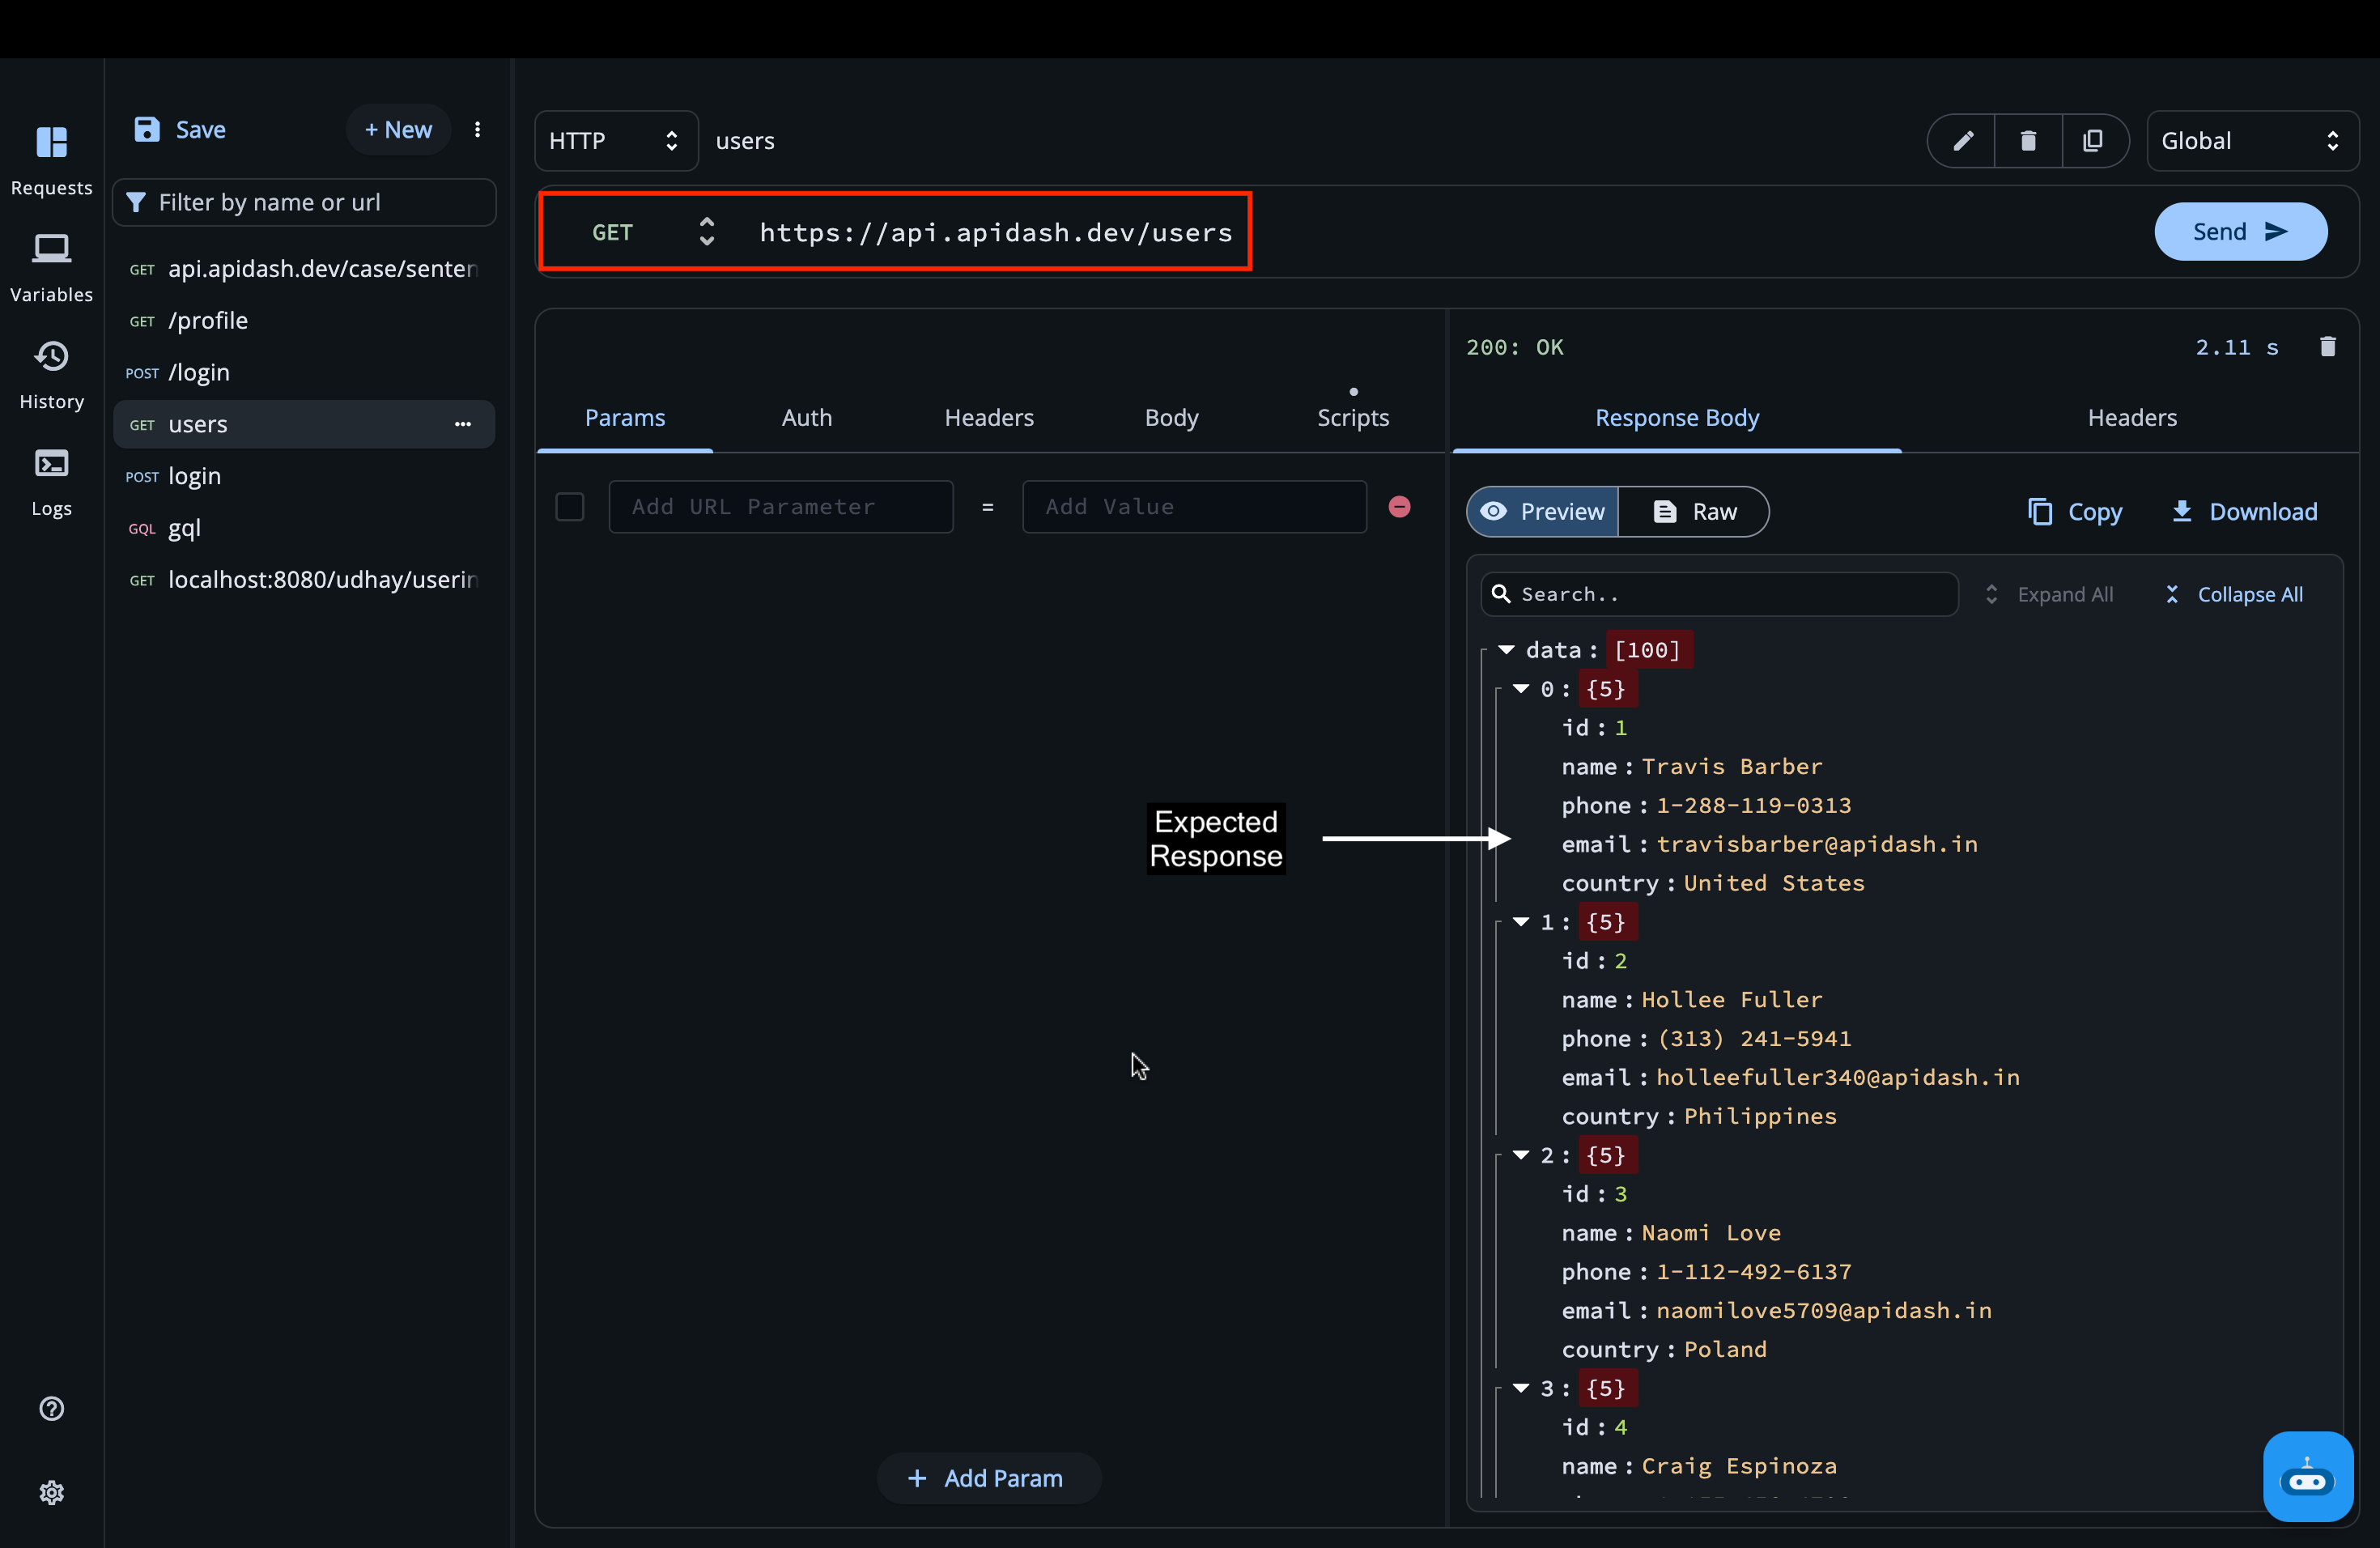 Requests
Variables
History
Logs
Save
+ New
Filter by name or url
GET api.apidash.dev/case/senten
GET /profile
POST /login
GET users
POST login
GQL gql
GET localhost:8080/udhay/userin
HTTP
users
Global
GET
https://api.apidash.dev/users
Send
Params
Auth
Headers
Body
Scripts
Add URL Parameter
=
Add Value
Add Param
Expected
Response
200: OK
2.11 s
Response Body
Headers
Preview
Raw
Copy
Download
Search..
Expand All
Collapse All
data: [100]
0: {5}
id: 1
name: Travis Barber
phone: 1-288-119-0313
email: travisbarber@apidash.in
country: United States
1: {5}
id: 2
name: Hollee Fuller
phone: (313) 241-5941
email: holleefuller340@apidash.in
country: Philippines
2: {5}
id: 3
name: Naomi Love
phone: 1-112-492-6137
email: naomilove5709@apidash.in
country: Poland
3: {5}
id: 4
name: Craig Espinoza